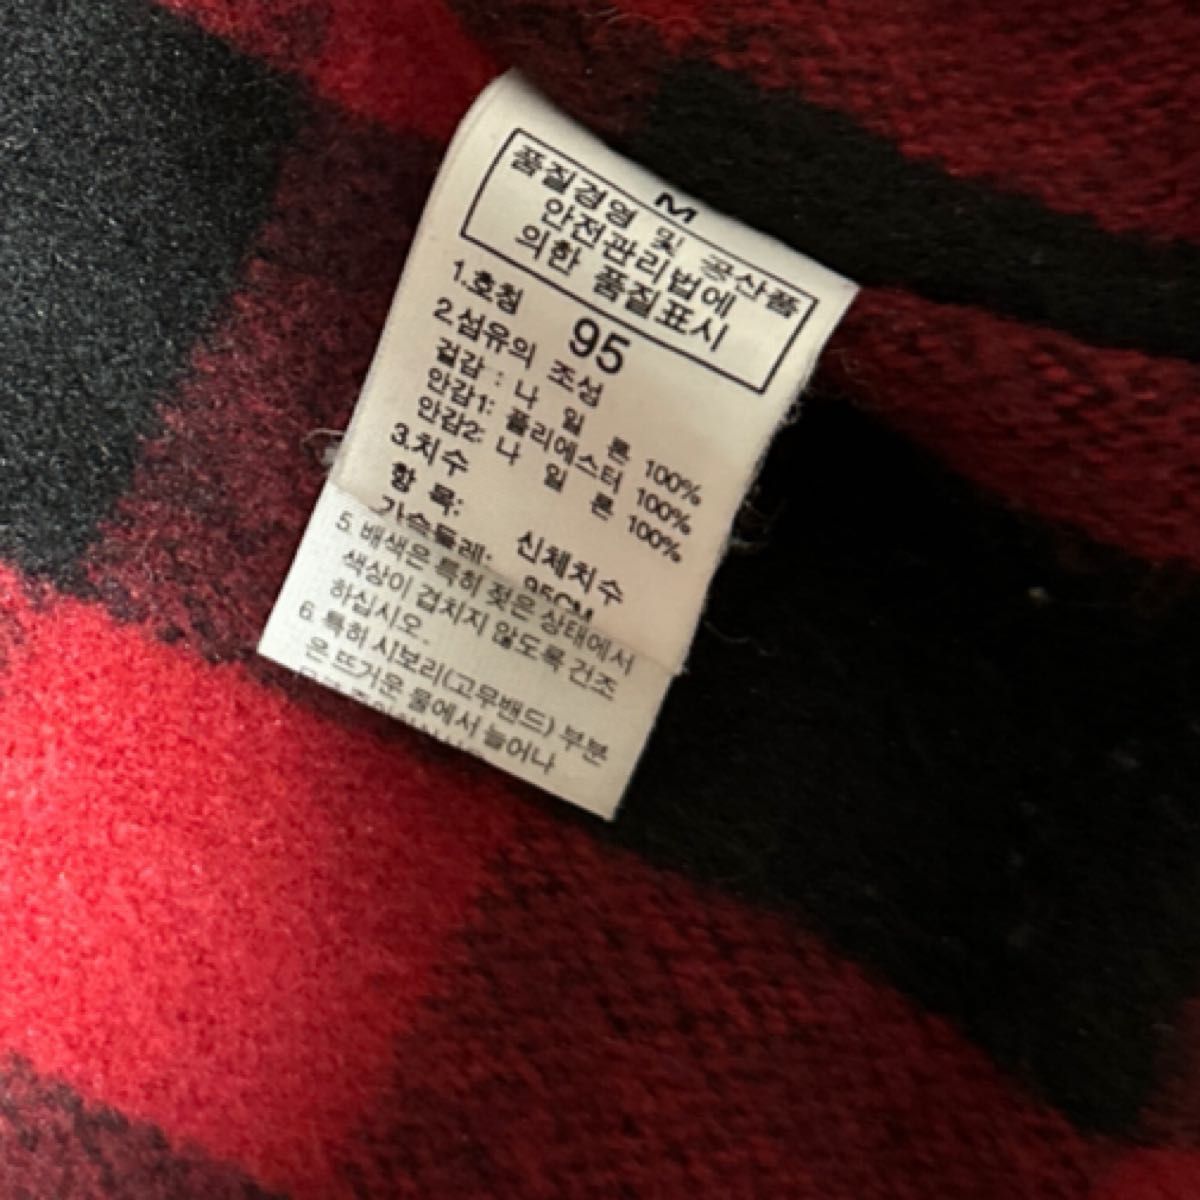 M
품질경영 및 공산품
안전관리법에
의한 품질표시
1.호칭 95
2.섬유의 조성
겉감 : 나 일 론 100%
안감1: 폴리에스터 100%
안감2: 나 일 론 100%
3.치수
항 목: 신체치수
가슴둘레: 95CM
5. 배색은 특히 젖은 상태에서
색상이 겹치지 않도록 건조
하십시오.
6. 특히 시보리(고무밴드) 부분
은 뜨거운 물에서 늘어나